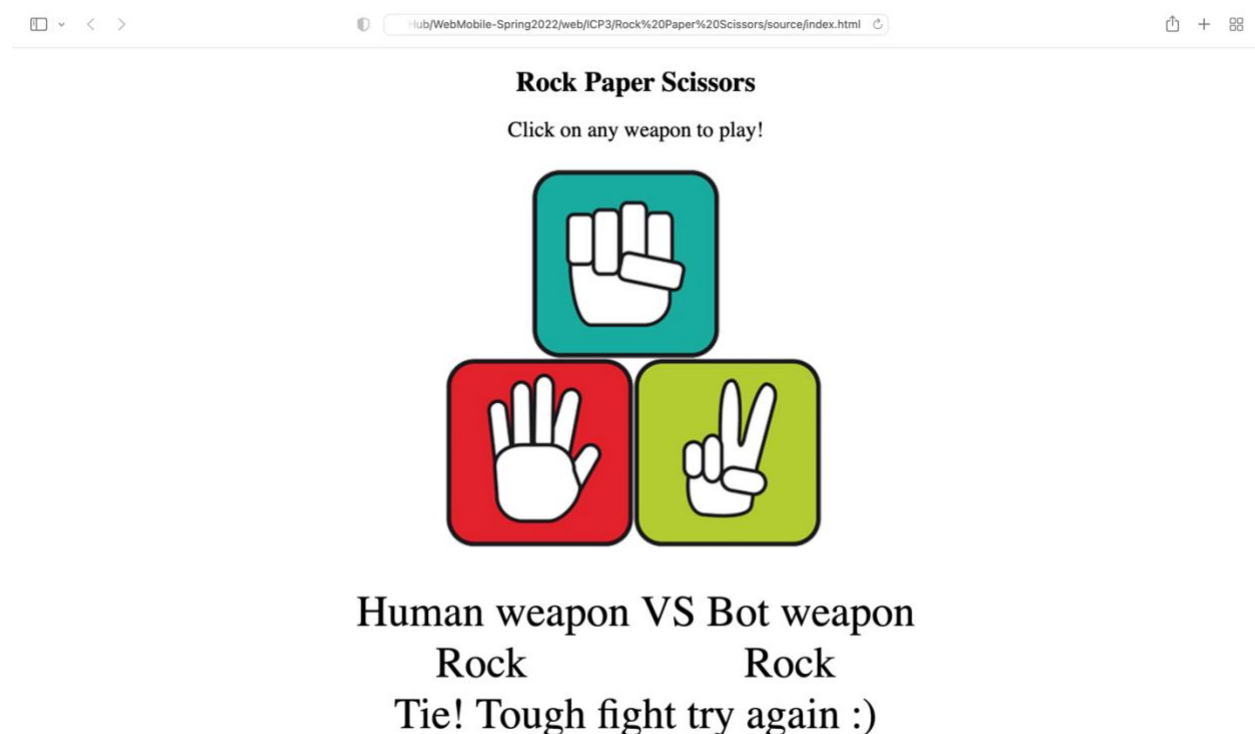 Hub/WebMobile-Spring2022/web/ICP3/Rock%20Paper%20Scissors/source/index.html
Rock Paper Scissors
Click on any weapon to play!
Human weapon VS Bot weapon
Rock Rock
Tie! Tough fight try again :)